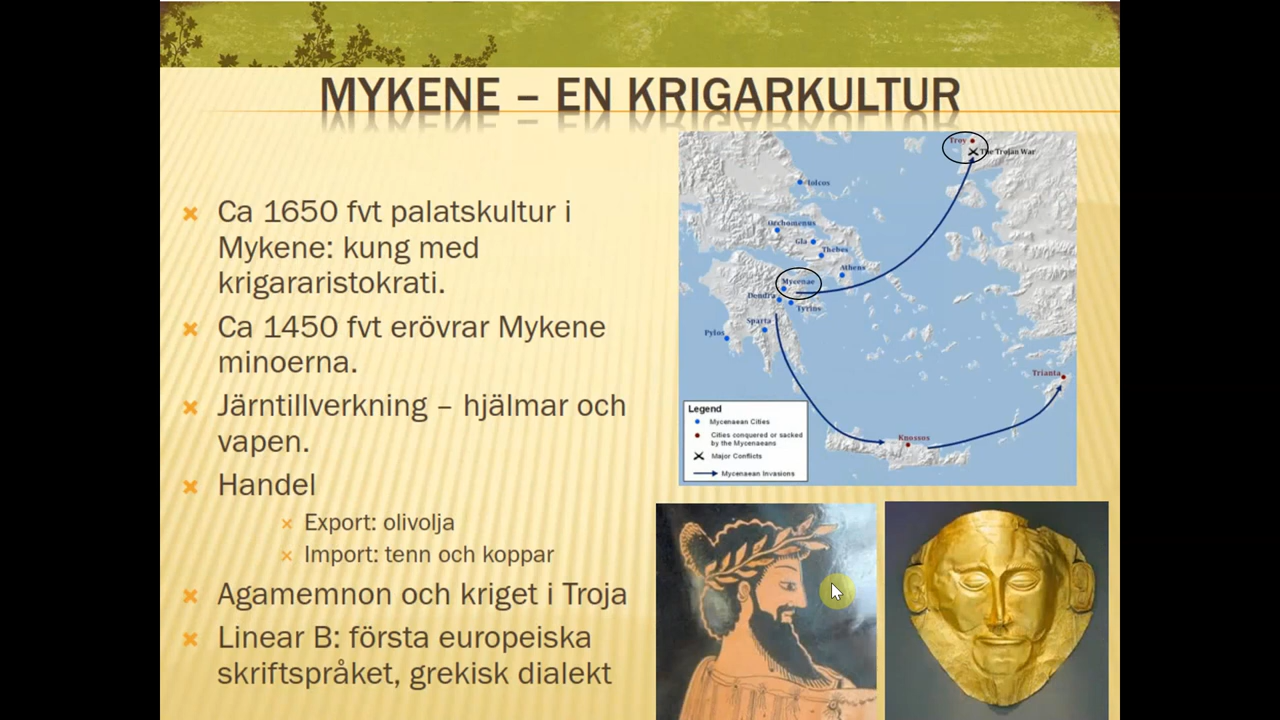 MYKENE – EN KRIGARKULTUR
Ca 1650 fvt palatskultur i
Mykene: kung med
krigararistokrati.
Ca 1450 fvt erövrar Mykene
minoerna.
Järntillverkning – hjälmar och
vapen.
Handel
Export: olivolja
Import: tenn och koppar
Agamemnon och kriget i Troja
Linear B: första europeiska
skriftspråket, grekisk dialekt
Troy
The Trojan War
Iolcus
Orchomenus
Gla
Thebes
Athens
Mycenae
Dendra
Tyrins
Sparta
Pylos
Trianta
Knossos
Legend
Mycenaean Cities
Cities conquered or sacked
by the Mycenaeans
Major Conflicts
Mycenaean Invasions